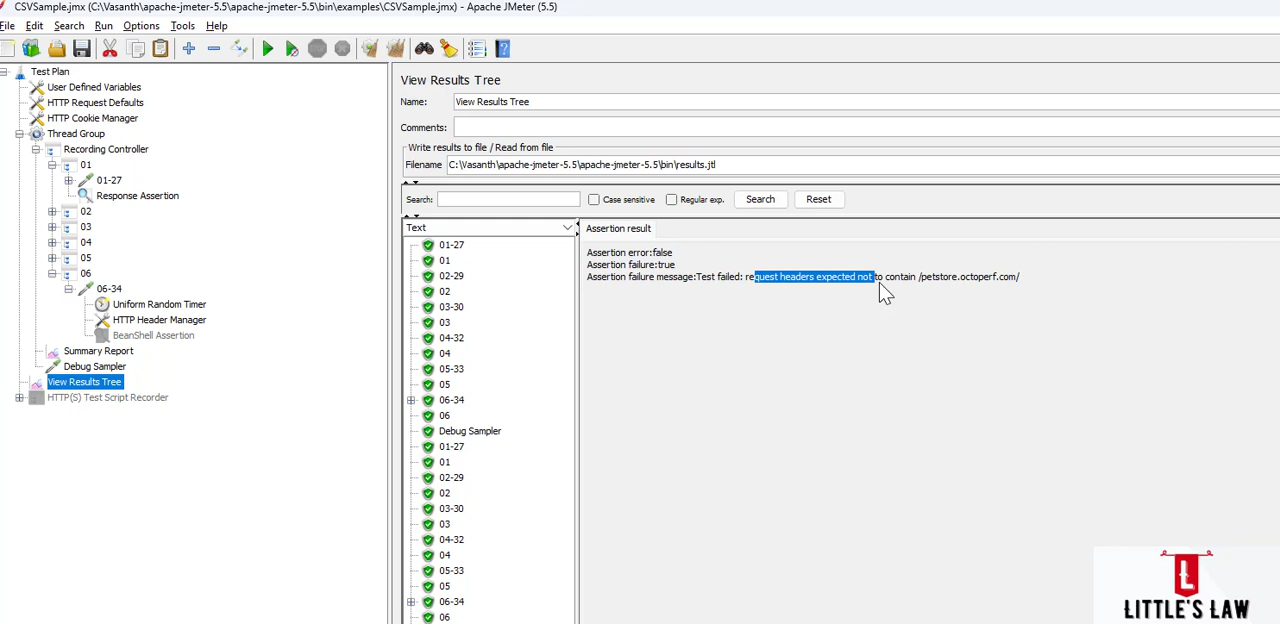 CSVSample.jmx (C:\Vasanth\apache-jmeter-5.5\apache-jmeter-5.5\bin\examples\CSVSample.jmx) - Apache JMeter (5.5)
File Edit Search Run Options Tools Help
Test Plan
User Defined Variables
HTTP Request Defaults
HTTP Cookie Manager
Thread Group
Recording Controller
01
01-27
Response Assertion
02
03
04
05
06
06-34
Uniform Random Timer
HTTP Header Manager
BeanShell Assertion
Summary Report
Debug Sampler
View Results Tree
HTTP(S) Test Script Recorder
View Results Tree
Name: View Results Tree
Comments:
Write results to file / Read from file
Filename C:\Vasanth\apache-jmeter-5.5\apache-jmeter-5.5\bin\results.jtl
Search: Case sensitive Regular exp. Search Reset
Text
01-27
01
02-29
02
03-30
03
04-32
04
05-33
05
06-34
06
Debug Sampler
01-27
01
02-29
02
03-30
03
04-32
04
05-33
05
06-34
06
Assertion result
Assertion error:false
Assertion failure:true
Assertion failure message:Test failed: request headers expected not to contain /petstore.octoperf.com/
L
LITTLE'S LAW